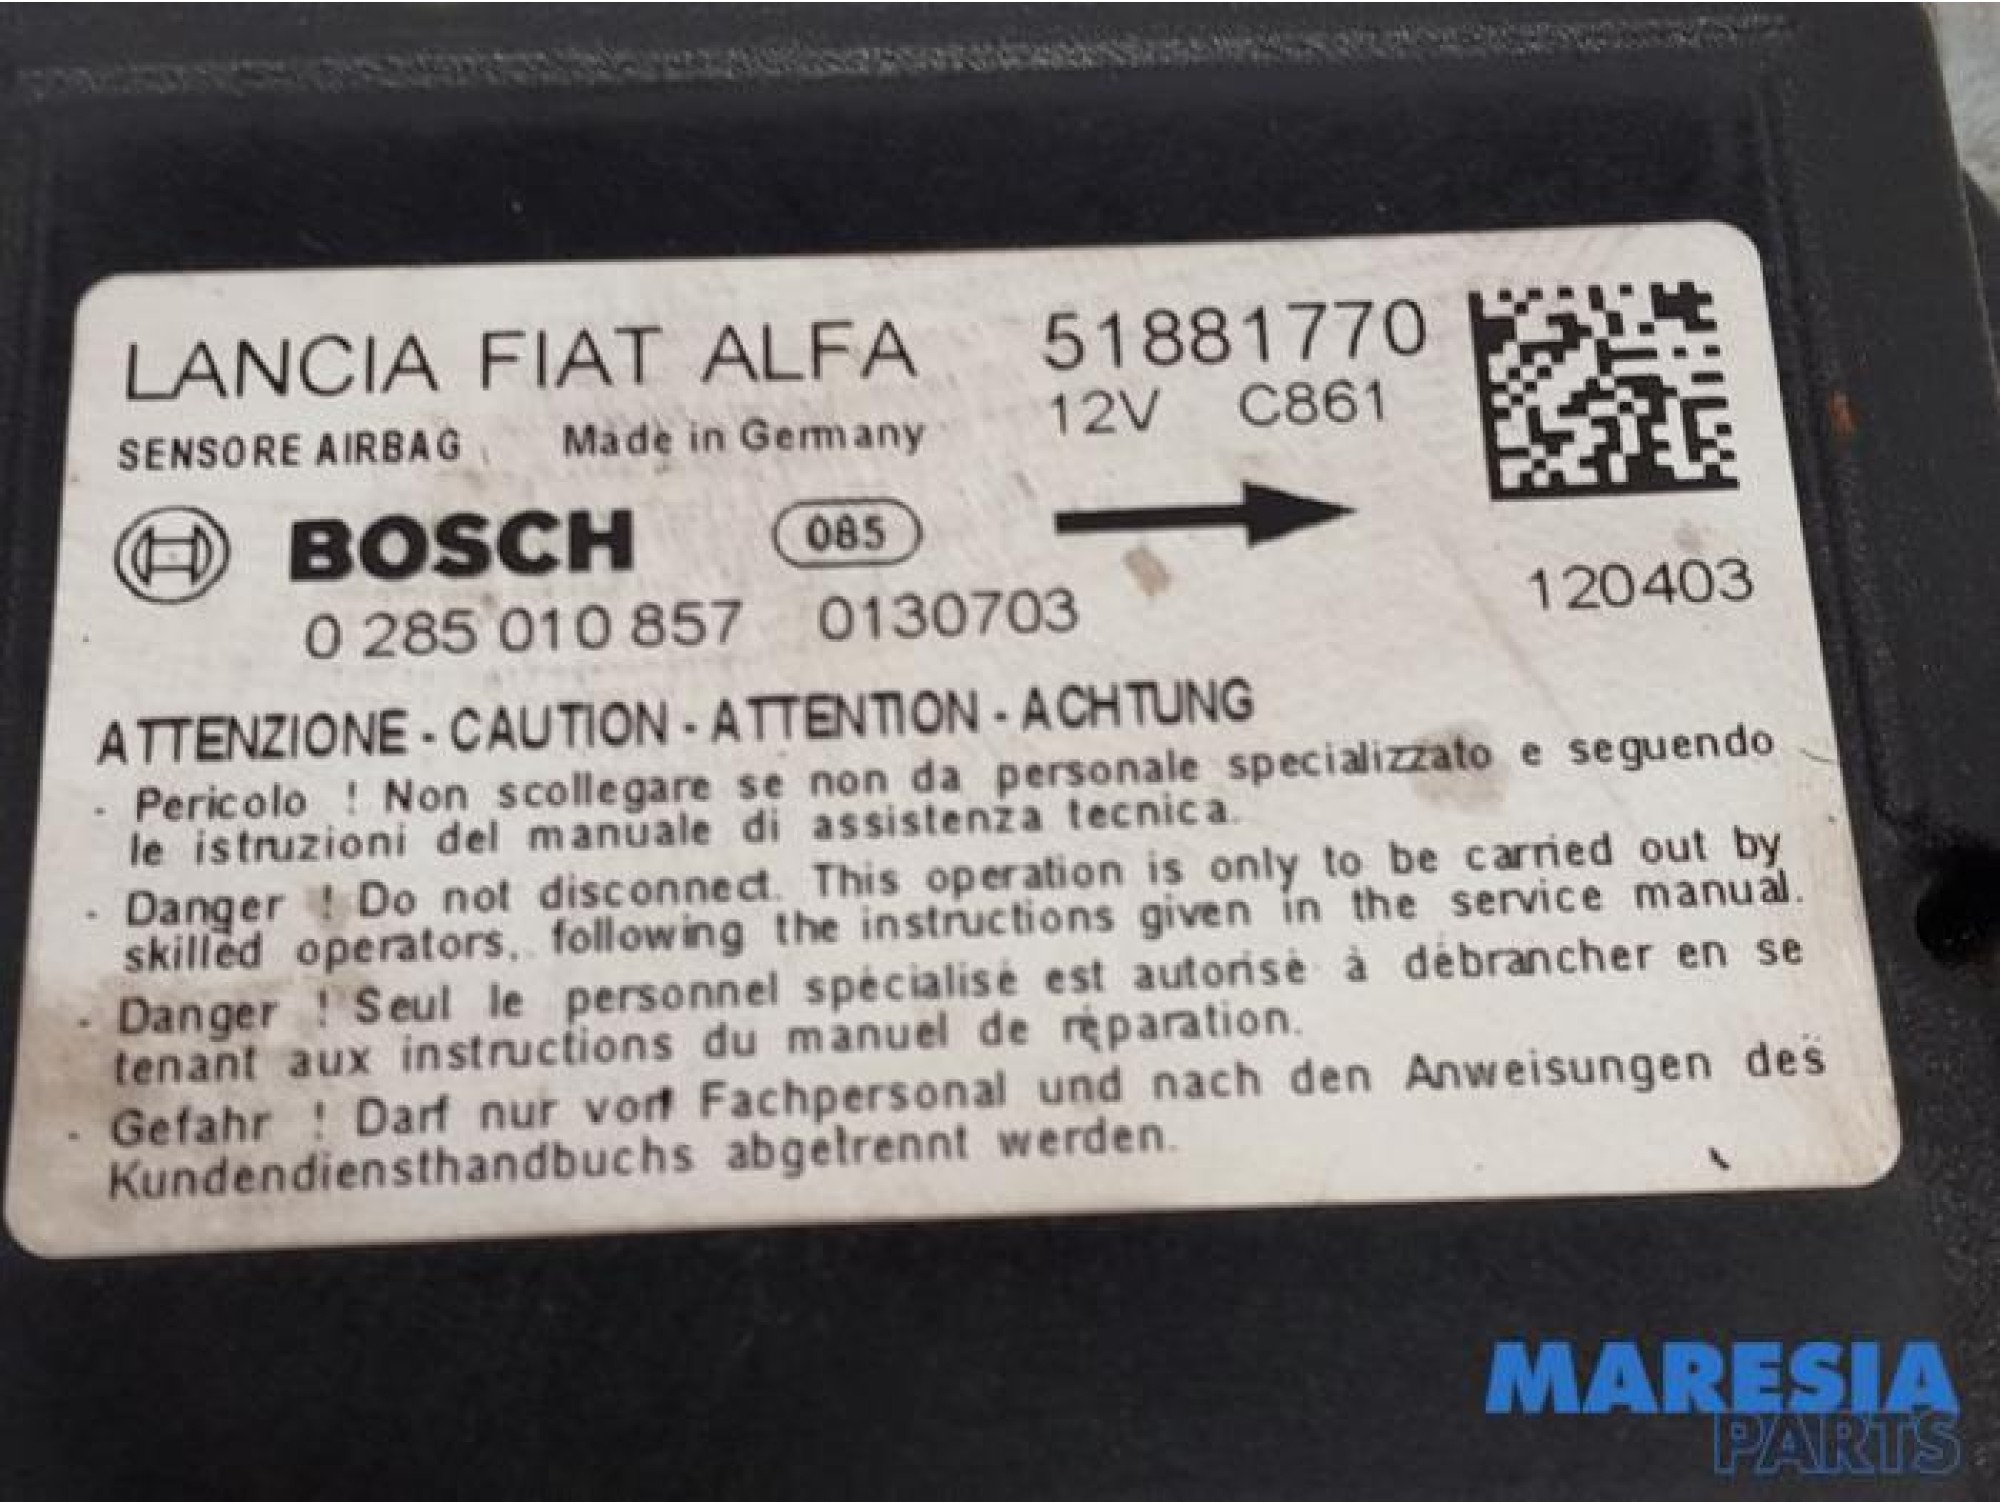 LANCIA FIAT ALFA 51881770
SENSORE AIRBAG Made in Germany 12V C861
BOSCH 085
0 285 010 857 0130703 120403
ATTENZIONE - CAUTION - ATTENTION - ACHTUNG
- Pericolo ! Non scollegare se non da personale specializzato e seguendo
le istruzioni del manuale di assistenza tecnica.
- Danger ! Do not disconnect. This operation is only to be carried out by
skilled operators, following the instructions given in the service manual.
- Danger ! Seul le personnel spécialisé est autorisé à débrancher en se
tenant aux instructions du manuel de réparation.
- Gefahr ! Darf nur von Fachpersonal und nach den Anweisungen des
Kundendiensthandbuchs abgetrennt werden.
MARESIA
PARTS